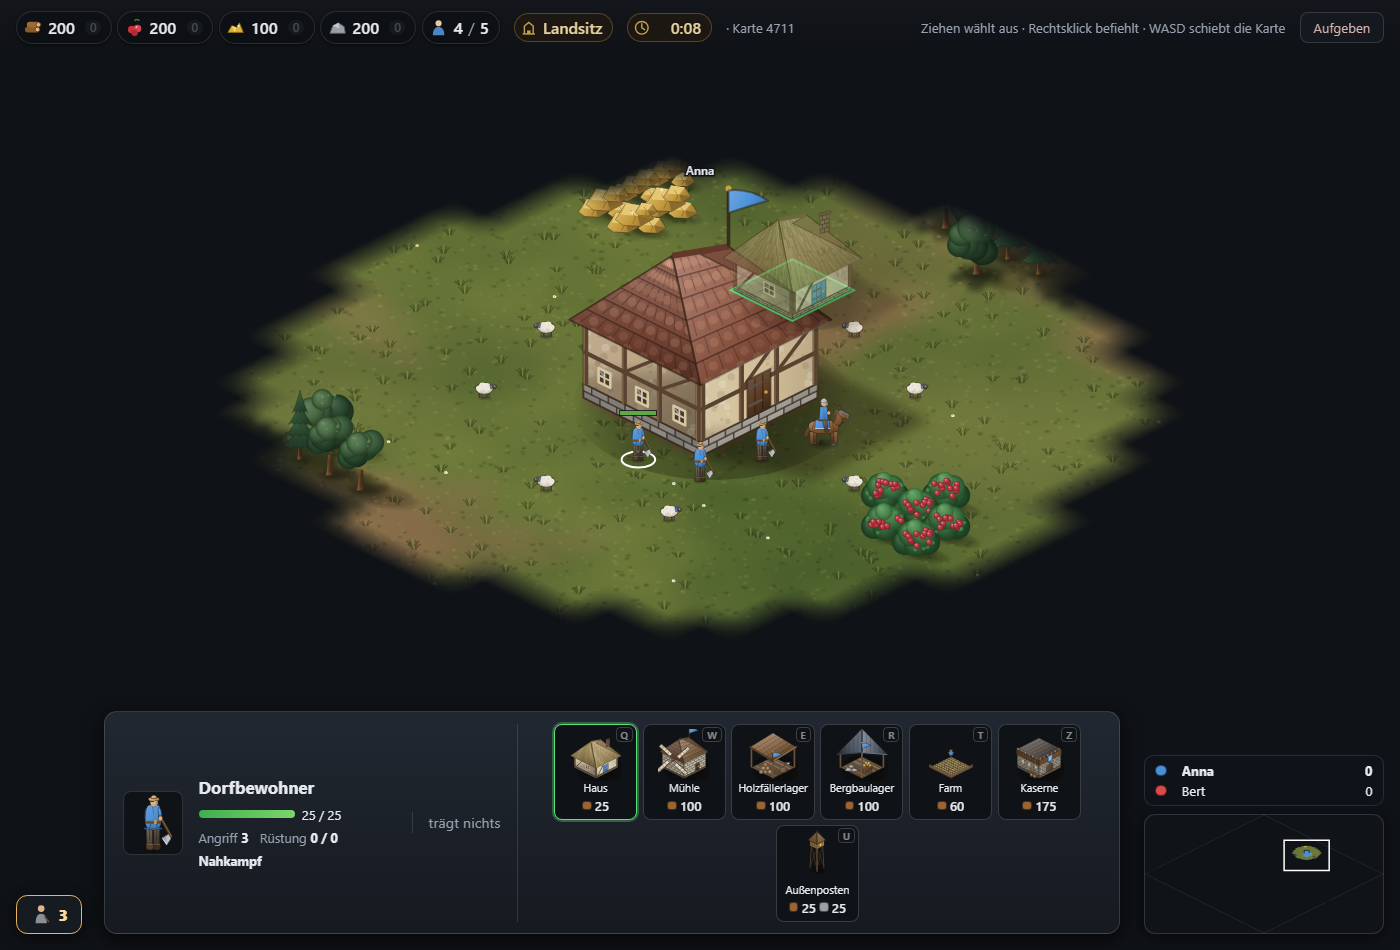 200 0 200 0 100 0 200 0 4 / 5 Landsitz 0:08 · Karte 4711 Ziehen wählt aus · Rechtsklick befiehlt · WASD schiebt die Karte Aufgeben
Anna
Q W E R T Z
Haus Mühle Holzfällerlager Bergbaulager Farm Kaserne
25 100 100 100 60 175
Dorfbewohner
25 / 25
Angriff 3 Rüstung 0 / 0
Nahkampf
trägt nichts
U
Außenposten
25 25
Anna 0
Bert 0
3